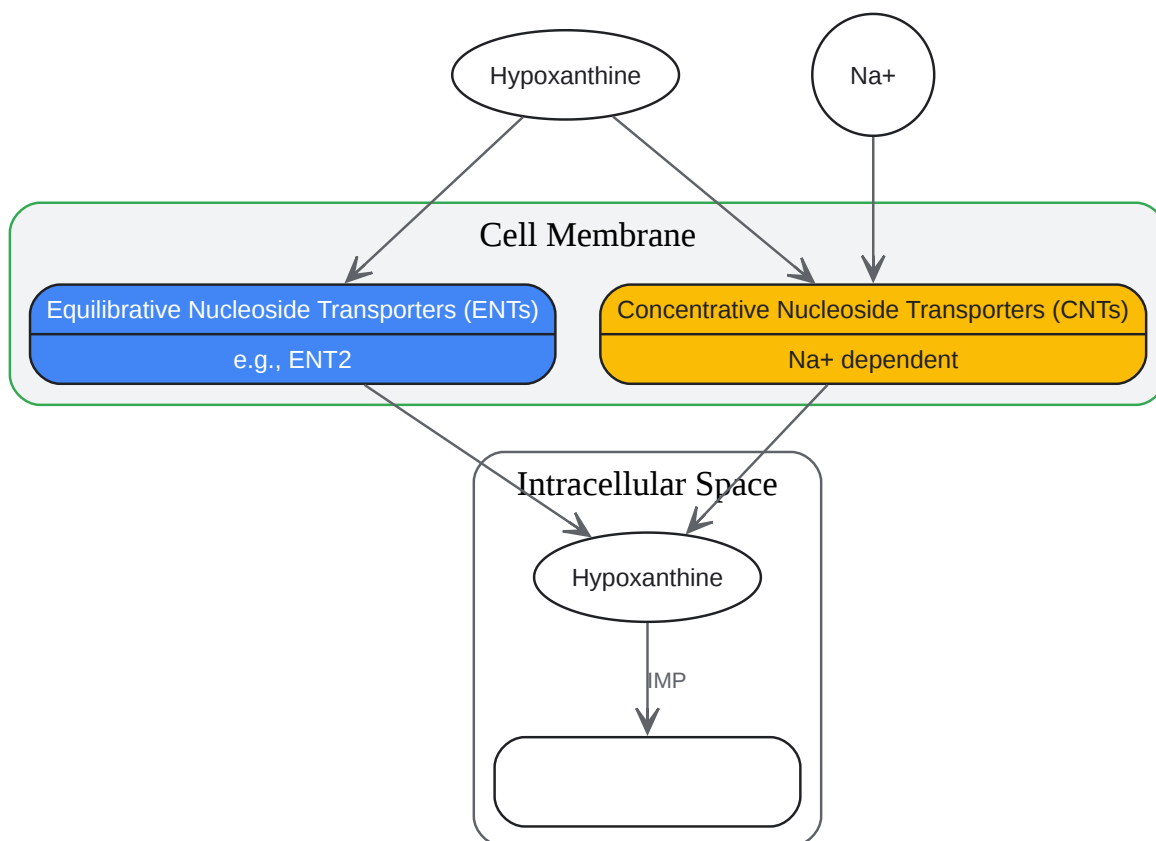 Hypoxanthine
Na+
Cell Membrane
Equilibrative Nucleoside Transporters (ENTs)
e.g., ENT2
Concentrative Nucleoside Transporters (CNTs)
Na+ dependent
Intracellular Space
Hypoxanthine
IMP